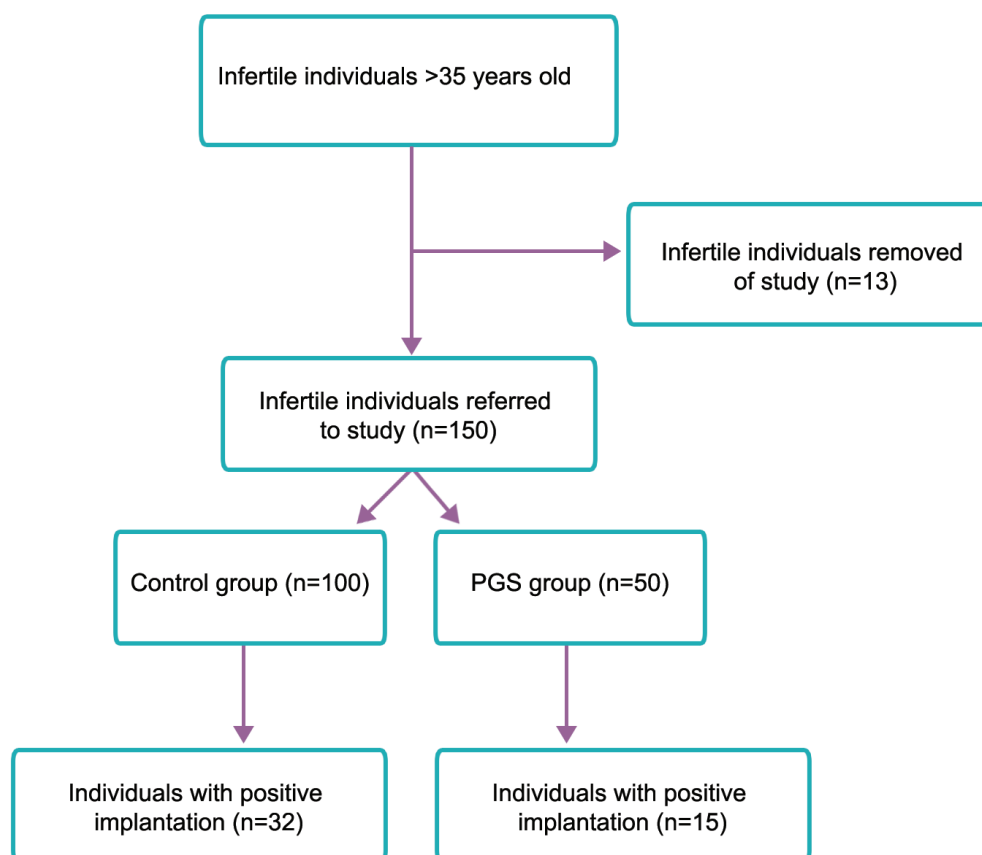 Infertile individuals >35 years old
Infertile individuals removed
of study (n=13)
Infertile individuals referred
to study (n=150)
Control group (n=100)
PGS group (n=50)
Individuals with positive
implantation (n=32)
Individuals with positive
implantation (n=15)